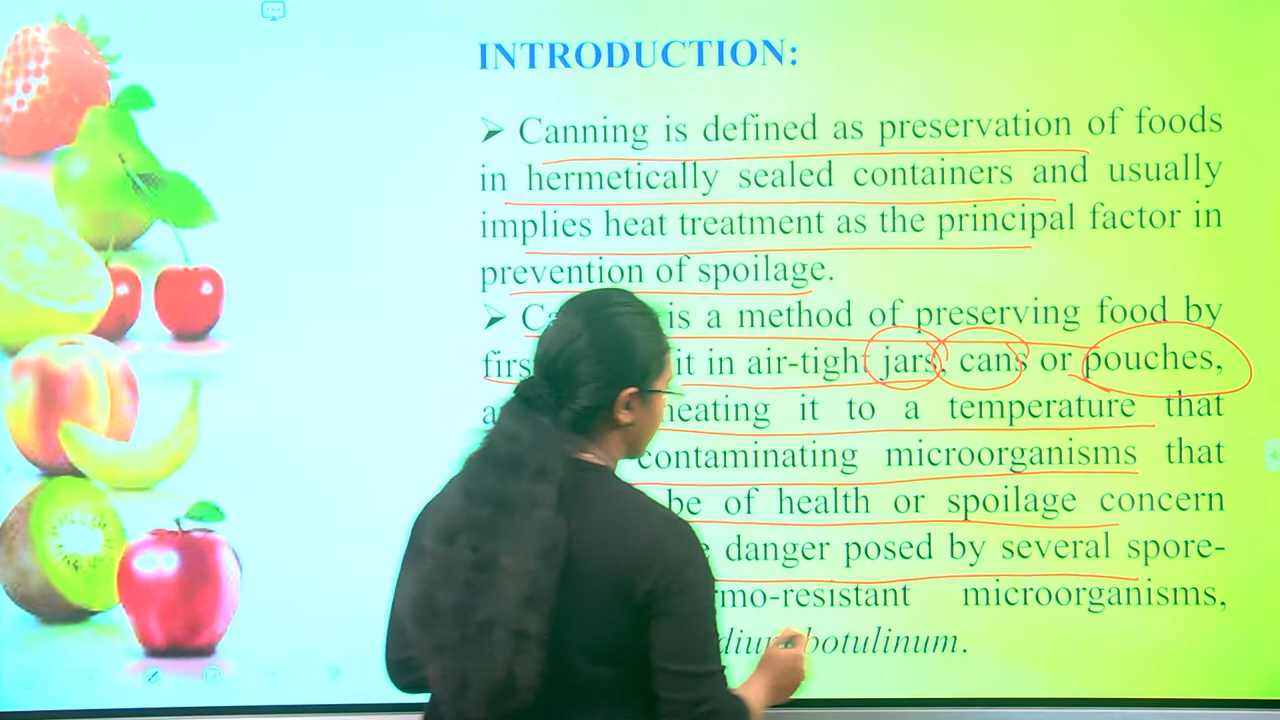 INTRODUCTION:
➤ Canning is defined as preservation of foods
in hermetically sealed containers and usually
implies heat treatment as the principal factor in
prevention of spoilage.
➤ is a method of preserving food by
it in air-tight jars, cans or pouches,
heating it to a temperature that
contaminating microorganisms that
be of health or spoilage concern
danger posed by several spore-
microorganisms,
botulinum.